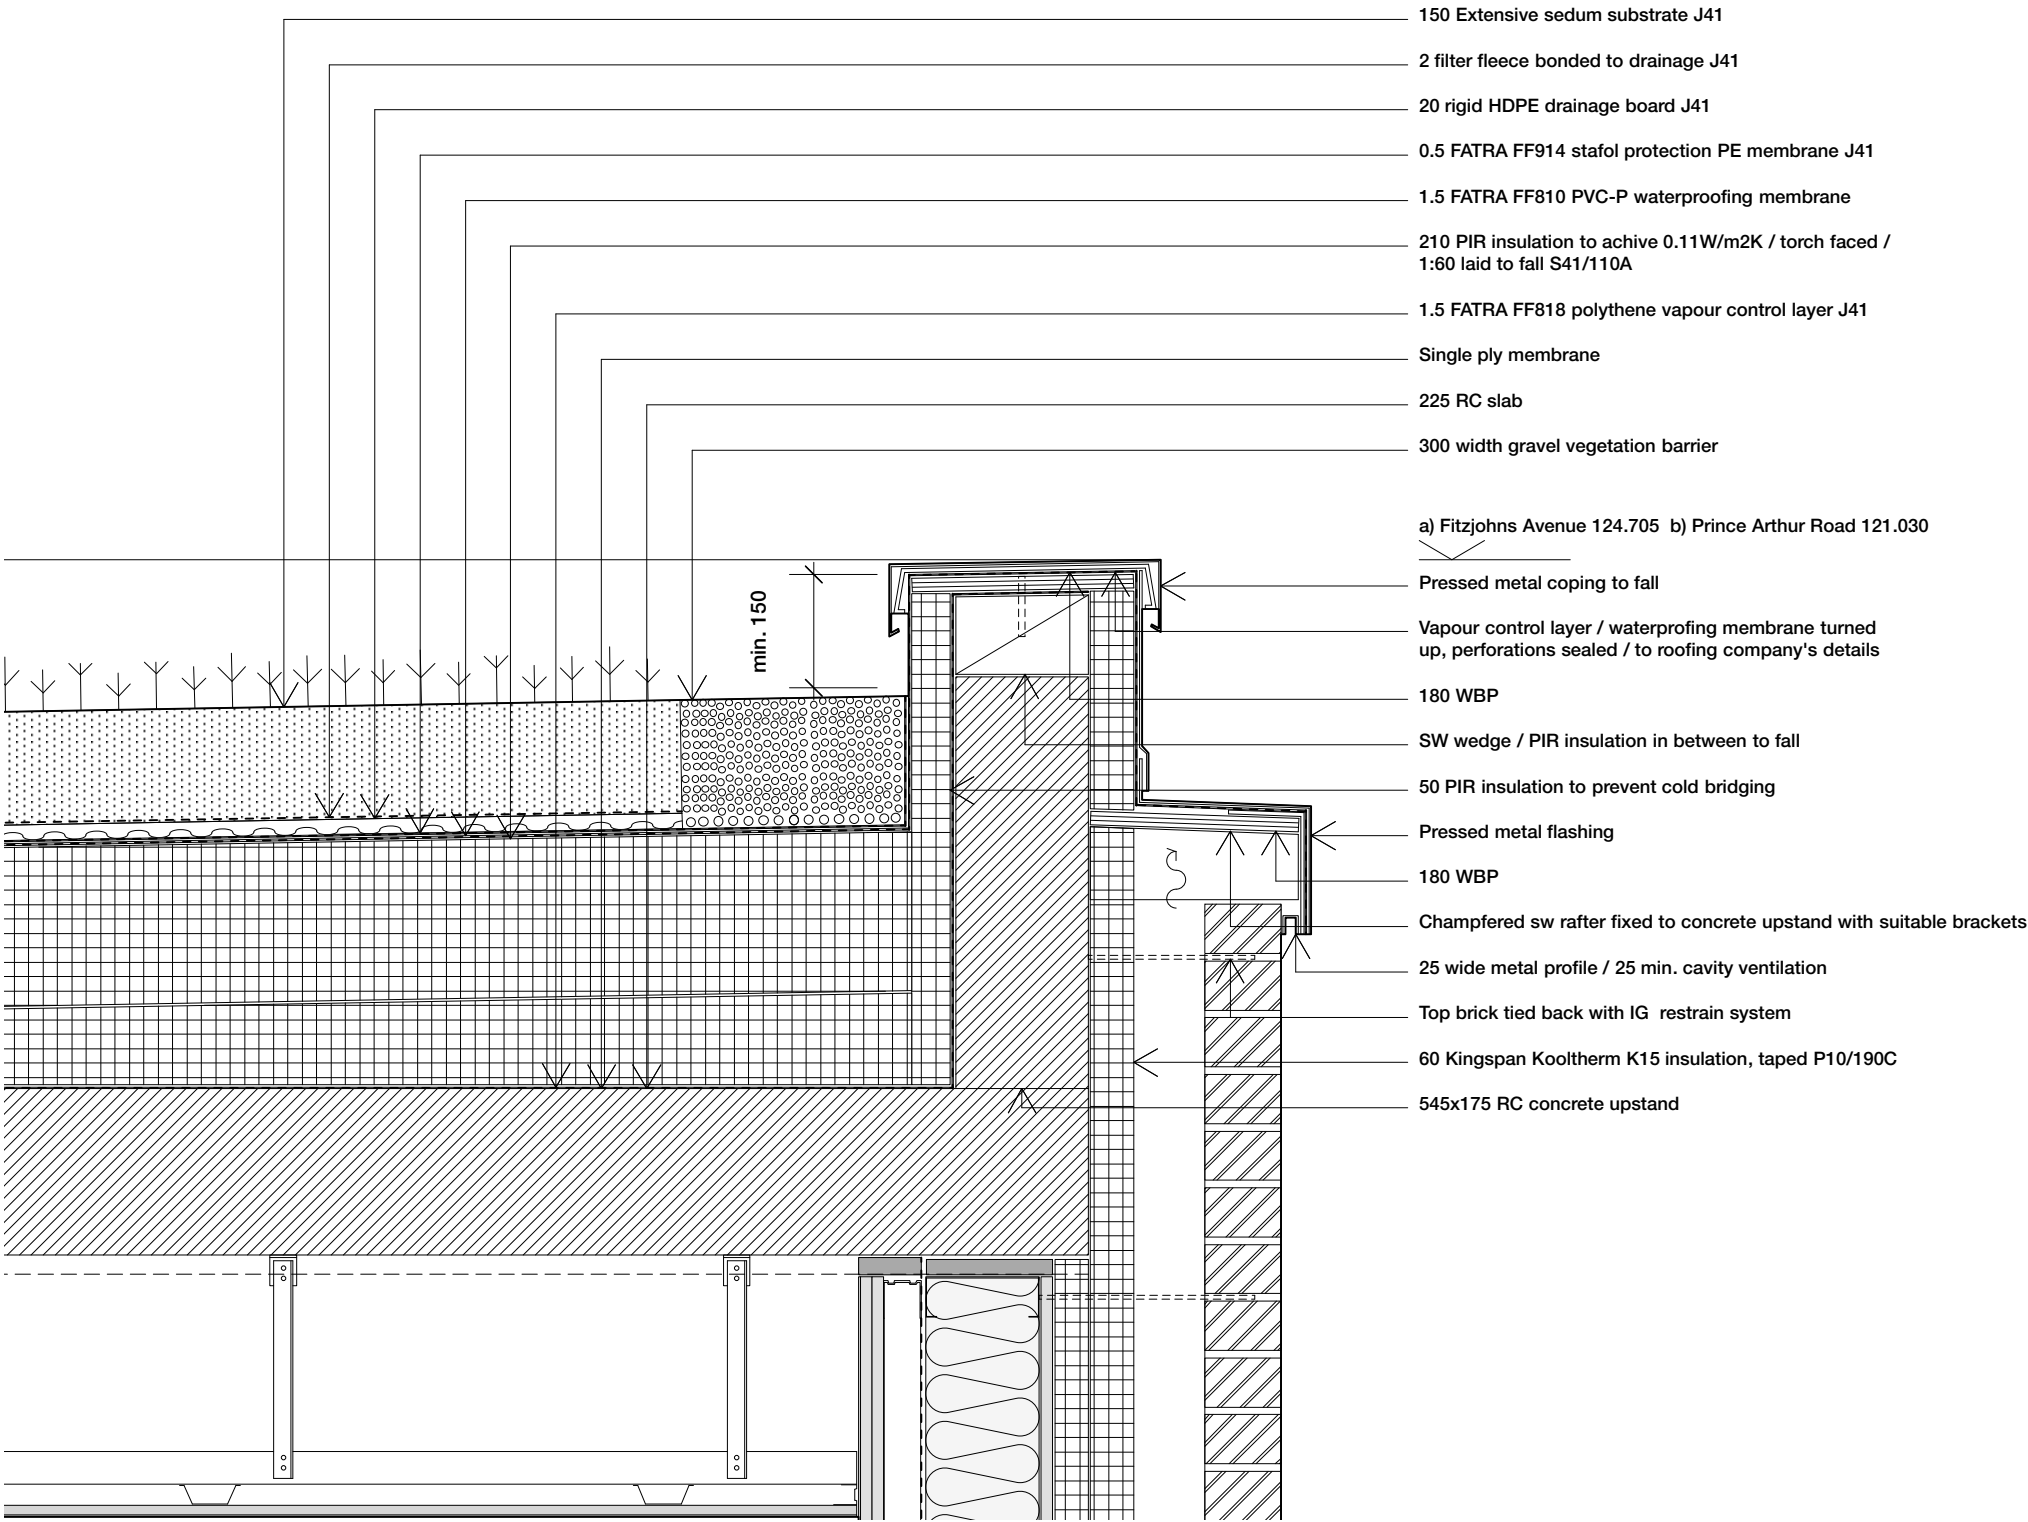 150 Extensive sedum substrate J41
2 filter fleece bonded to drainage J41
20 rigid HDPE drainage board J41
0.5 FATRA FF914 stafol protection PE membrane J41
1.5 FATRA FF810 PVC-P waterproofing membrane
210 PIR insulation to achive 0.11W/m2K / torch faced /
1:60 laid to fall S41/110A
1.5 FATRA FF818 polythene vapour control layer J41
Single ply membrane
225 RC slab
300 width gravel vegetation barrier
a) Fitzjohns Avenue 124.705  b) Prince Arthur Road 121.030
Pressed metal coping to fall
min. 150
Vapour control layer / waterprofing membrane turned
up, perforations sealed / to roofing company's details
180 WBP
SW wedge / PIR insulation in between to fall
50 PIR insulation to prevent cold bridging
Pressed metal flashing
180 WBP
Champfered sw rafter fixed to concrete upstand with suitable brackets
25 wide metal profile / 25 min. cavity ventilation
Top brick tied back with IG  restrain system
60 Kingspan Kooltherm K15 insulation, taped P10/190C
545x175 RC concrete upstand